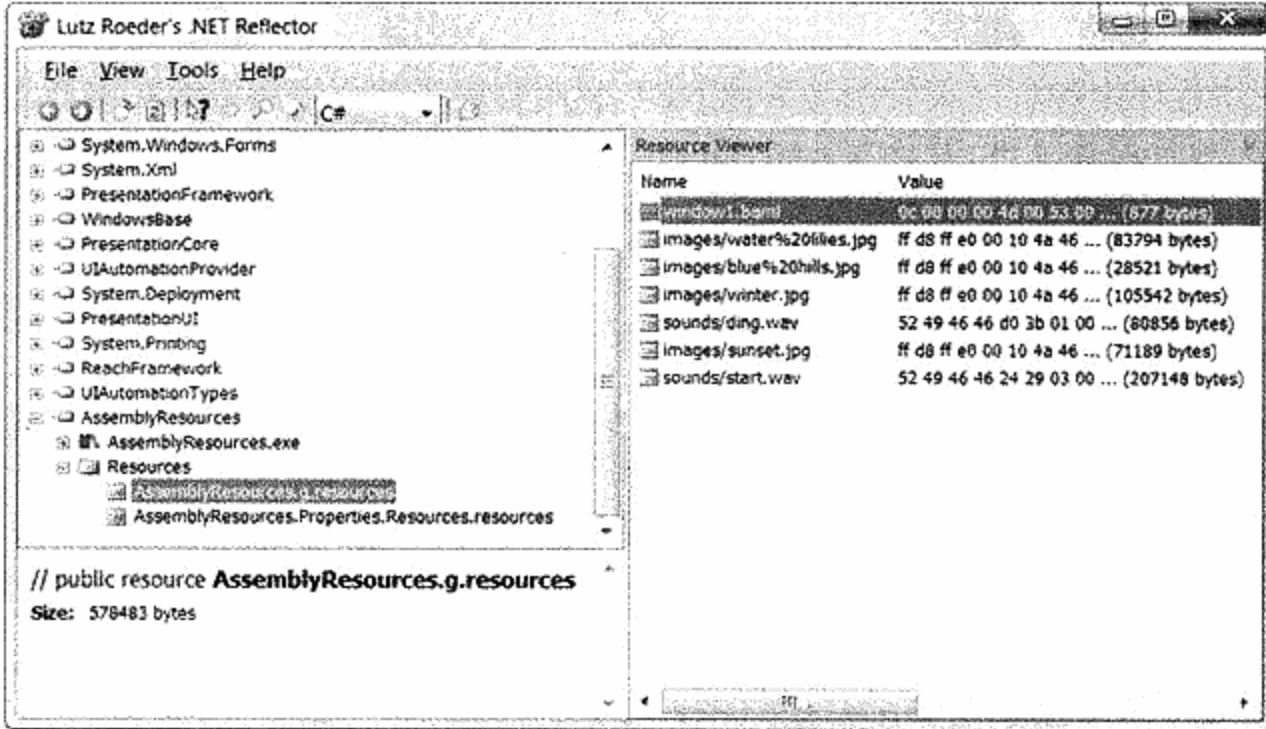 Lutz Roeder's .NET Reflector
File View Tools Help
C#
System.Windows.Forms
System.Xml
PresentationFramework
WindowsBase
PresentationCore
UIAutomationProvider
System.Deployment
PresentationUI
System.Printing
ReachFramework
UIAutomationTypes
AssemblyResources
AssemblyResources.exe
Resources
AssemblyResources.g.resources
AssemblyResources.Properties.Resources.resources
// public resource AssemblyResources.g.resources
Size: 578483 bytes
Resource Viewer
Name Value
window1.baml 0c 00 00 00 4d 00 53 00 ... (877 bytes)
images/water%20lilies.jpg ff d8 ff e0 00 10 4a 46 ... (83794 bytes)
images/blue%20hills.jpg ff d8 ff e0 00 10 4a 46 ... (28521 bytes)
images/winter.jpg ff d8 ff e0 00 10 4a 46 ... (105542 bytes)
sounds/ding.wav 52 49 46 46 d0 3b 01 00 ... (80856 bytes)
images/sunset.jpg ff d8 ff e0 00 10 4a 46 ... (71189 bytes)
sounds/start.wav 52 49 46 46 24 29 03 00 ... (207148 bytes)